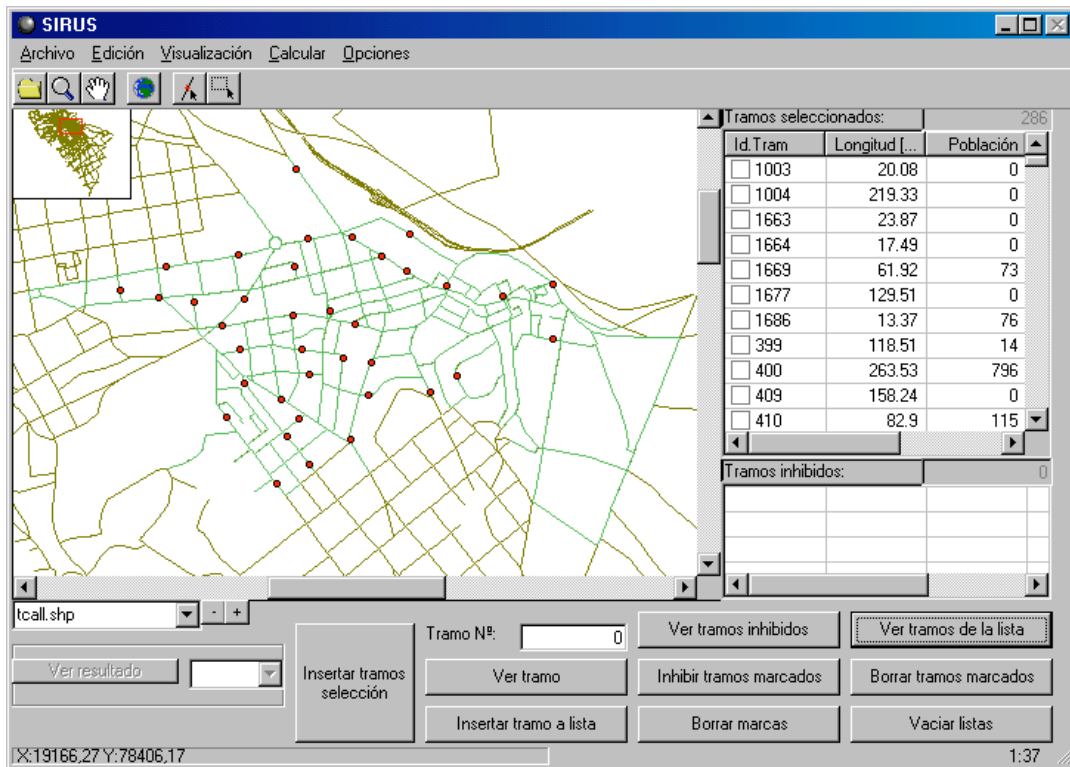 SIRUS
Archivo Edición Visualización Calcular Opciones
Tramos seleccionados: 286
Id.Tram Longitud [... Población
1003 20.08 0
1004 219.33 0
1663 23.87 0
1664 17.49 0
1669 61.92 73
1677 129.51 0
1686 13.37 76
399 118.51 14
400 263.53 796
409 158.24 0
410 82.9 115
Tramos inhibidos: 0
tcall.shp - +
Ver resultado
Insertar tramos selección
Tramo Nº: 0
Ver tramo
Insertar tramo a lista
Ver tramos inhibidos
Inhibir tramos marcados
Borrar marcas
Ver tramos de la lista
Borrar tramos marcados
Vaciar listas
X:19166,27 Y:78406,17 1:37